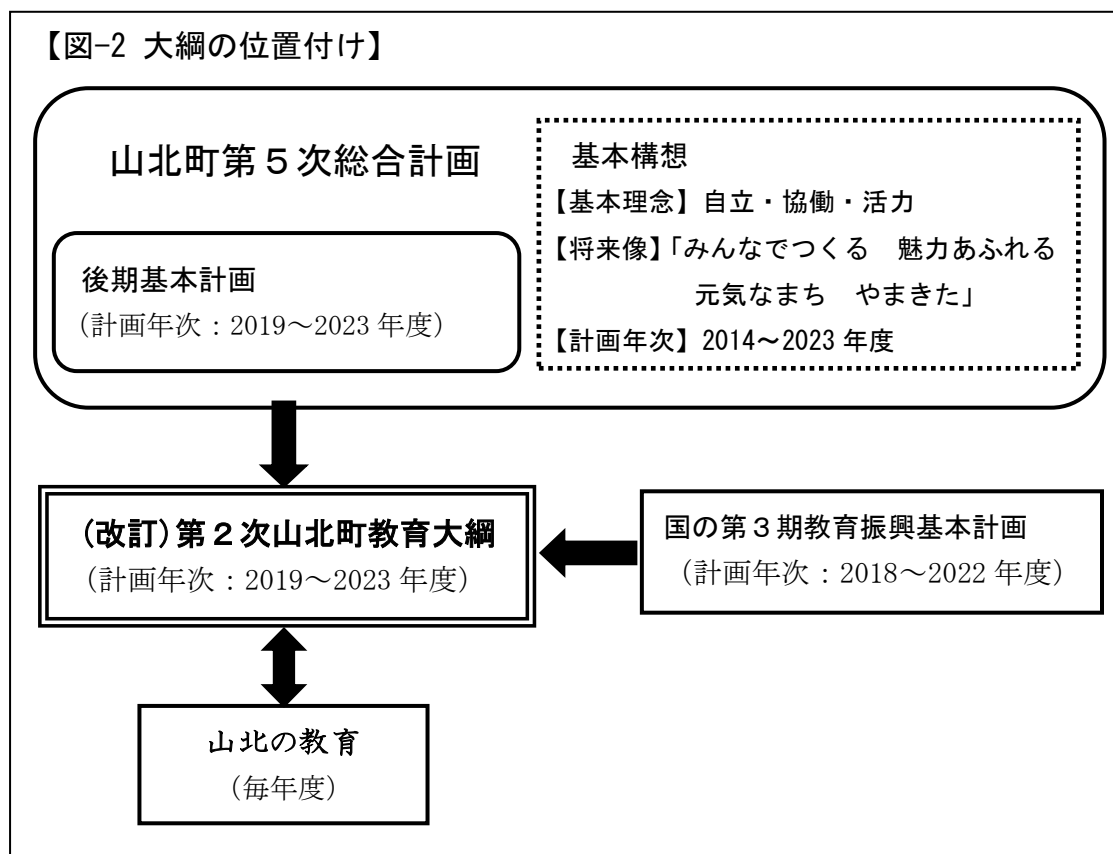 【図-2 大綱の位置付け】
山北町第５次総合計画
後期基本計画
（計画年次：2019～2023 年度）
基本構想
【基本理念】自立・協働・活力
【将来像】「みんなでつくる　魅力あふれる
元気なまち　やまきた」
【計画年次】2014～2023 年度
(改訂)第２次山北町教育大綱
（計画年次：2019～2023 年度）
国の第３期教育振興基本計画
（計画年次：2018～2022 年度）
山北の教育
（毎年度）